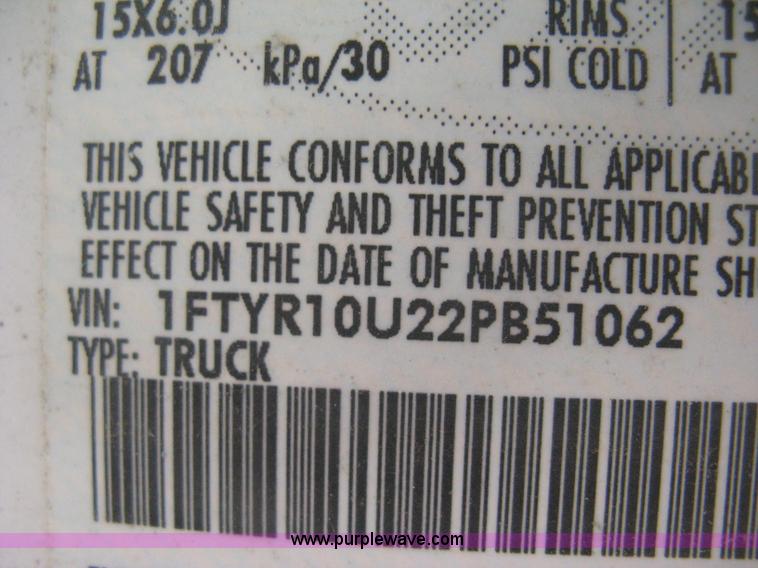 15X6.0J RIMS 15
AT 207 kPa/30 PSI COLD AT
THIS VEHICLE CONFORMS TO ALL APPLICAB
VEHICLE SAFETY AND THEFT PREVENTION ST
EFFECT ON THE DATE OF MANUFACTURE SH
VIN: 1FTYR10U22PB51062
TYPE: TRUCK
www.purplewave.com